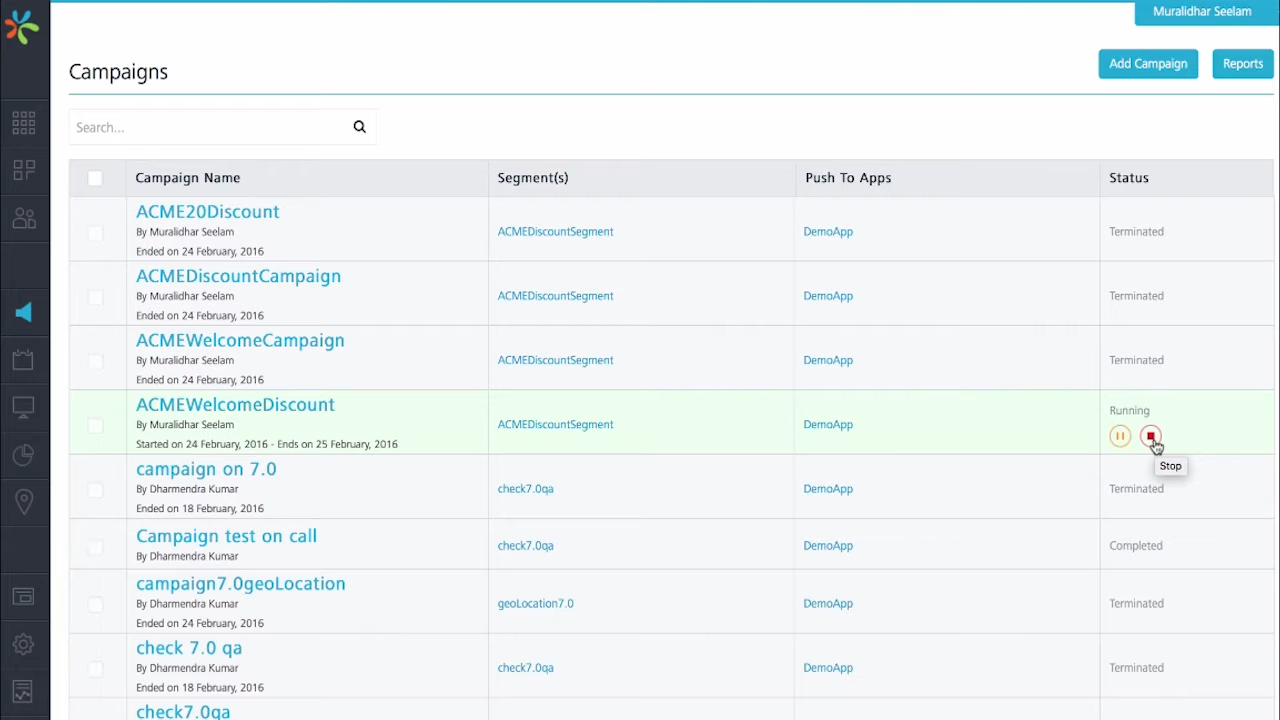 Muralidhar Seelam
Campaigns
Add Campaign
Reports
Search...
Campaign Name
Segment(s)
Push To Apps
Status
ACME20Discount
By Muralidhar Seelam
Ended on 24 February, 2016
ACMEDiscountSegment
DemoApp
Terminated
ACMEDiscountCampaign
By Muralidhar Seelam
Ended on 24 February, 2016
ACMEDiscountSegment
DemoApp
Terminated
ACMEWelcomeCampaign
By Muralidhar Seelam
Ended on 24 February, 2016
ACMEDiscountSegment
DemoApp
Terminated
ACMEWelcomeDiscount
By Muralidhar Seelam
Started on 24 February, 2016 - Ends on 25 February, 2016
ACMEDiscountSegment
DemoApp
Running
Stop
campaign on 7.0
By Dharmendra Kumar
Ended on 18 February, 2016
check7.0qa
DemoApp
Terminated
Campaign test on call
By Dharmendra Kumar
check7.0qa
DemoApp
Completed
campaign7.0geoLocation
By Dharmendra Kumar
Ended on 24 February, 2016
geoLocation7.0
DemoApp
Terminated
check 7.0 qa
By Dharmendra Kumar
Ended on 18 February, 2016
check7.0qa
DemoApp
Terminated
check7.0qa